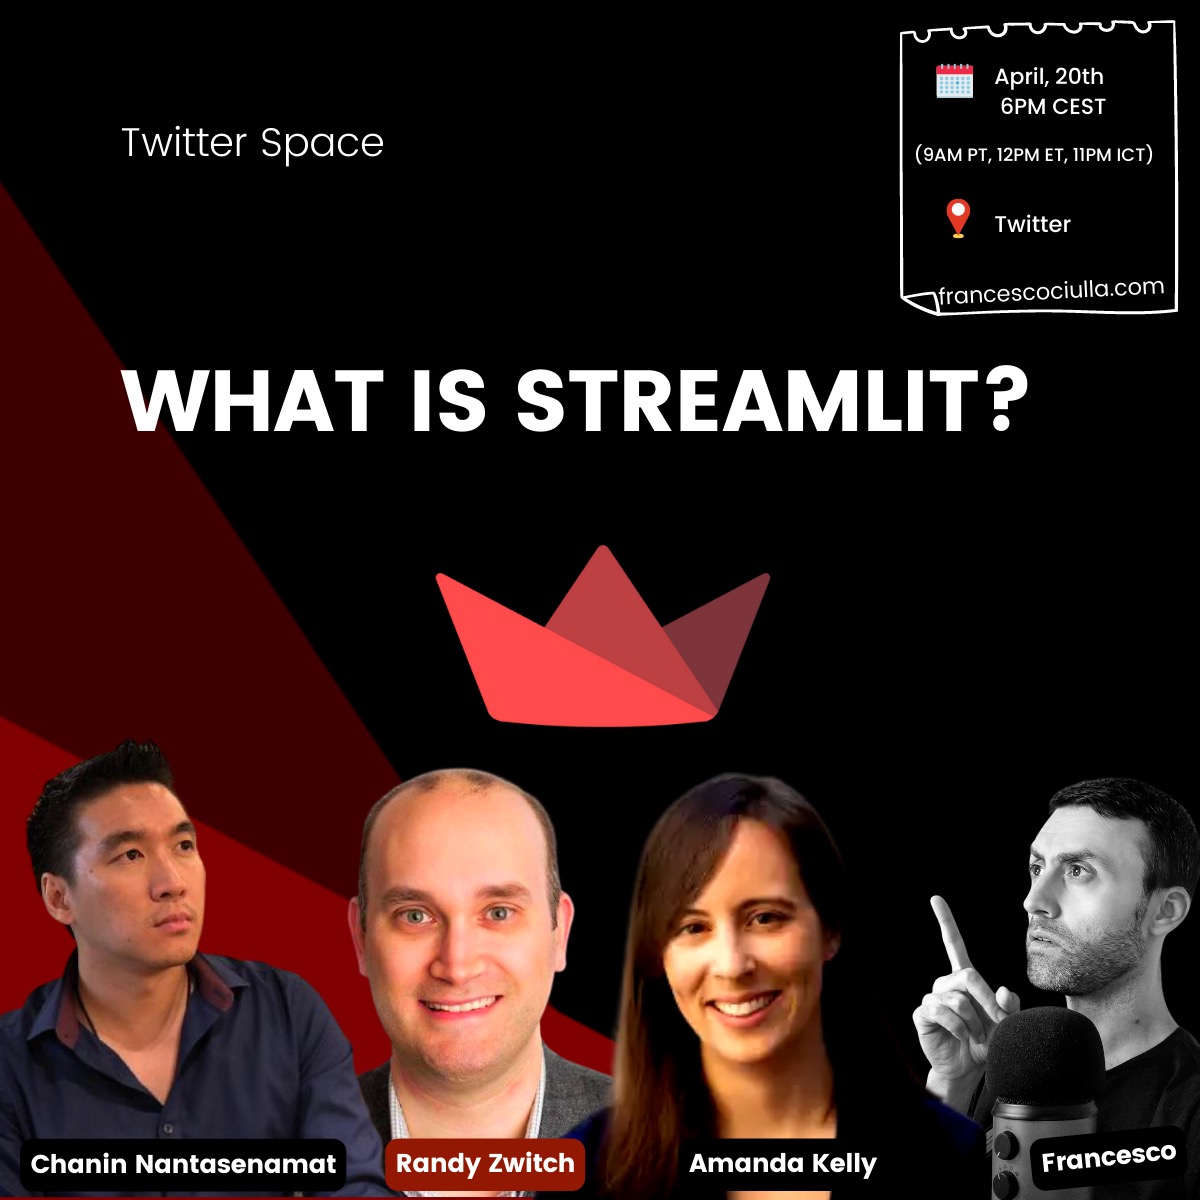 Twitter Space
April, 20th
6PM CEST
(9AM PT, 12PM ET, 11PM ICT)
Twitter
francescociulla.com
WHAT IS STREAMLIT?
Chanin Nantasenamat
Randy Zwitch
Amanda Kelly
Francesco